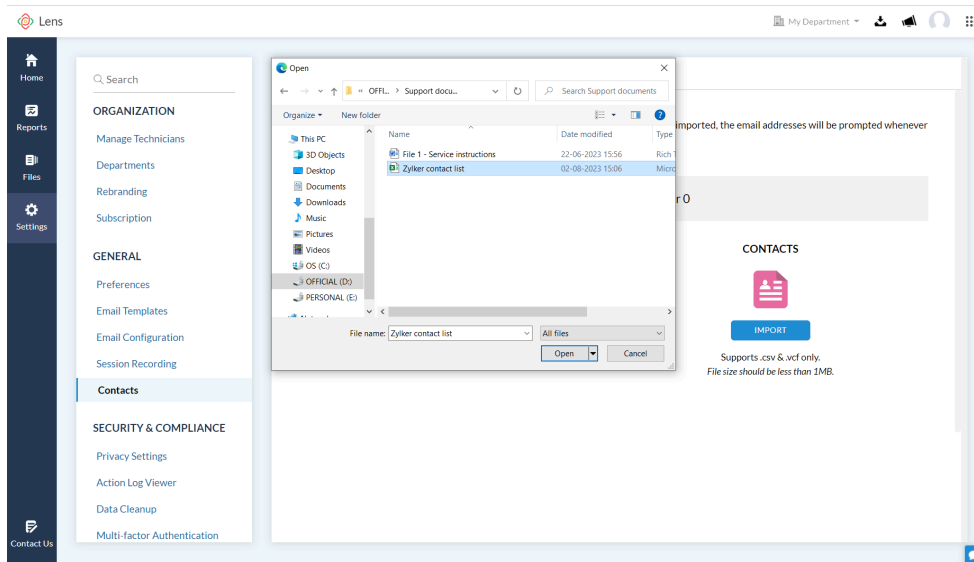 Lens
My Department
Home
Reports
Files
Settings
Contact Us
Search
ORGANIZATION
Manage Technicians
Departments
Rebranding
Subscription
GENERAL
Preferences
Email Templates
Email Configuration
Session Recording
Contacts
SECURITY & COMPLIANCE
Privacy Settings
Action Log Viewer
Data Cleanup
Multi-factor Authentication
Open
« OFFI... > Support docu...
Search Support documents
Organize
New folder
This PC
3D Objects
Desktop
Documents
Downloads
Music
Pictures
Videos
OS (C:)
OFFICIAL (D:)
PERSONAL (E:)
Name Date modified Type
File 1 - Service instructions 22-06-2023 15:56 Rich
Zylker contact list 02-08-2023 15:06 Micro
File name: Zylker contact list
All files
Open
Cancel
imported, the email addresses will be prompted whenever
r 0
CONTACTS
IMPORT
Supports .csv & .vcf only.
File size should be less than 1MB.